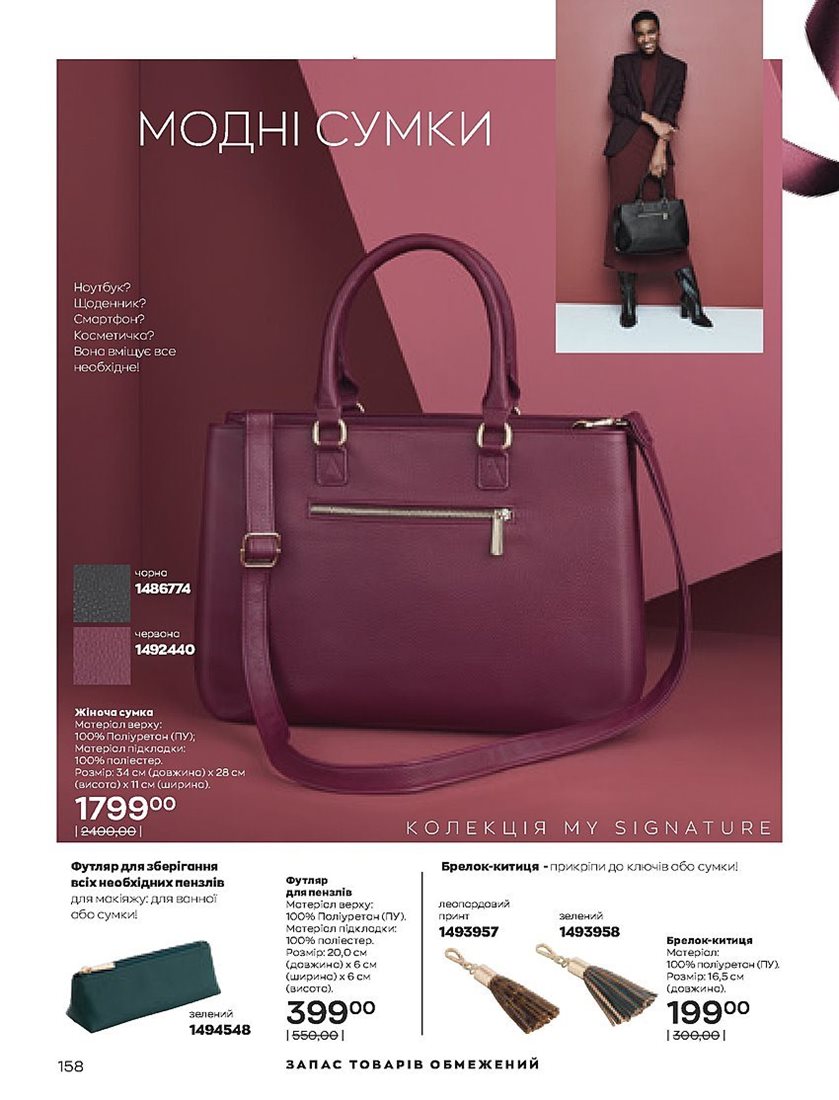 МОДНІ СУМКИ
Ноутбук?
Щоденник?
Смартфон?
Косметичка?
Вона вміщує все
необхідне!
чорна
1486774
червона
1492440
Жіноча сумка
Матеріал верху:
100% Поліуретан (ПУ);
Матеріал підкладки:
100% поліестер.
Розмір: 34 см (довжина) х 28 см
(висота) х 11 см (ширина).
1799⁰⁰
| 2400,00 |
КОЛЕКЦІЯ MY SIGNATURE
Футляр для зберігання
всіх необхідних пензлів
для макіяжу: для ванної
або сумки!
зелений
1494548
Футляр
для пензлів
Матеріал верху:
100% Поліуретан (ПУ).
Матеріал підкладки:
100% поліестер.
Розмір: 20,0 см
(довжина) х 6 см
(ширина) х 6 см
(висота).
399⁰⁰
| 550,00 |
Брелок-китиця - прикріпи до ключів або сумки!
леопардовий
принт
1493957
зелений
1493958
Брелок-китиця
Матеріал:
100% поліуретан (ПУ).
Розмір: 16,5 см
(довжина).
199⁰⁰
| 300,00 |
158
ЗАПАС ТОВАРІВ ОБМЕЖЕНИЙ